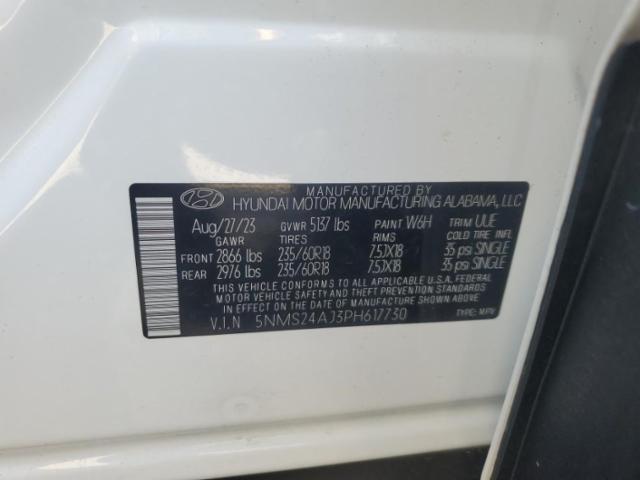 MANUFACTURED BY
HYUNDAI MOTOR MANUFACTURING ALABAMA, LLC
Aug/27/23 GVWR 5137 lbs PAINT W6H TRIM UUE
GAWR TIRES COLD TIRE INFL.
FRONT 2866 lbs 235/60R18 7.5JX18 35 psi SINGLE
REAR 2976 lbs 235/60R18 7.5JX18 35 psi SINGLE
THIS VEHICLE CONFORMS TO ALL APPLICABLE U.S.A. FEDERAL
MOTOR VEHICLE SAFETY, BUMPER, AND THEFT PREVENTION
STANDARDS IN EFFECT ON THE DATE OF MANUFACTURE SHOWN ABOVE.
V.I.N 5NMS24AJ3PH617730 TYPE: MPV